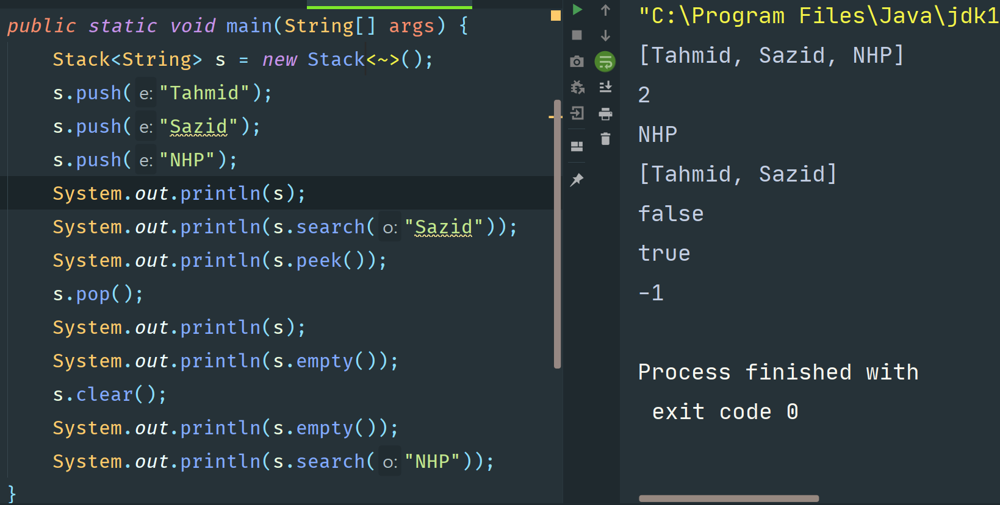 public static void main(String[] args) {
Stack<String> s = new Stack<~>();
s.push( e: "Tahmid");
s.push( e: "Sazid");
s.push( e: "NHP");
System.out.println(s);
System.out.println(s.search( o: "Sazid"));
System.out.println(s.peek());
s.pop();
System.out.println(s);
System.out.println(s.empty());
s.clear();
System.out.println(s.empty());
System.out.println(s.search( o: "NHP"));
}
"C:\Program Files\Java\jdk1
[Tahmid, Sazid, NHP]
2
NHP
[Tahmid, Sazid]
false
true
-1
Process finished with
exit code 0